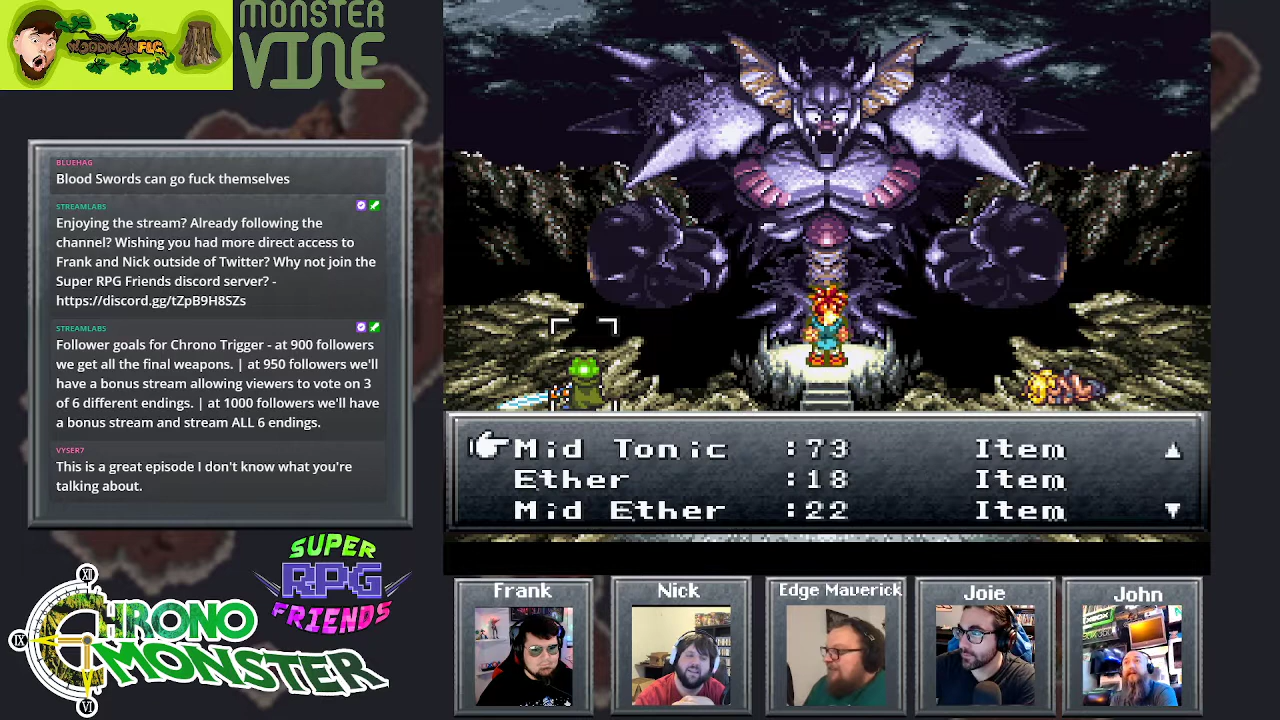 WOODMANFLG
MONSTER
VINE
BLUEHAG
Blood Swords can go fuck themselves
STREAMLABS
Enjoying the stream? Already following the
channel? Wishing you had more direct access to
Frank and Nick outside of Twitter? Why not join the
Super RPG Friends discord server? -
https://discord.gg/tZpB9H8SZs
STREAMLABS
Follower goals for Chrono Trigger - at 900 followers
we get all the final weapons. | at 950 followers we'll
have a bonus stream allowing viewers to vote on 3
of 6 different endings. | at 1000 followers we'll have
a bonus stream and stream ALL 6 endings.
VYSER7
This is a great episode I don't know what you're
talking about.
Mid Tonic :73 Item
Ether :18 Item
Mid Ether :22 Item
SUPER
RPG
FRIENDS
XII
IX
VI
CHRONO
MONSTER
Frank
Nick
Edge Maverick
Joie
John